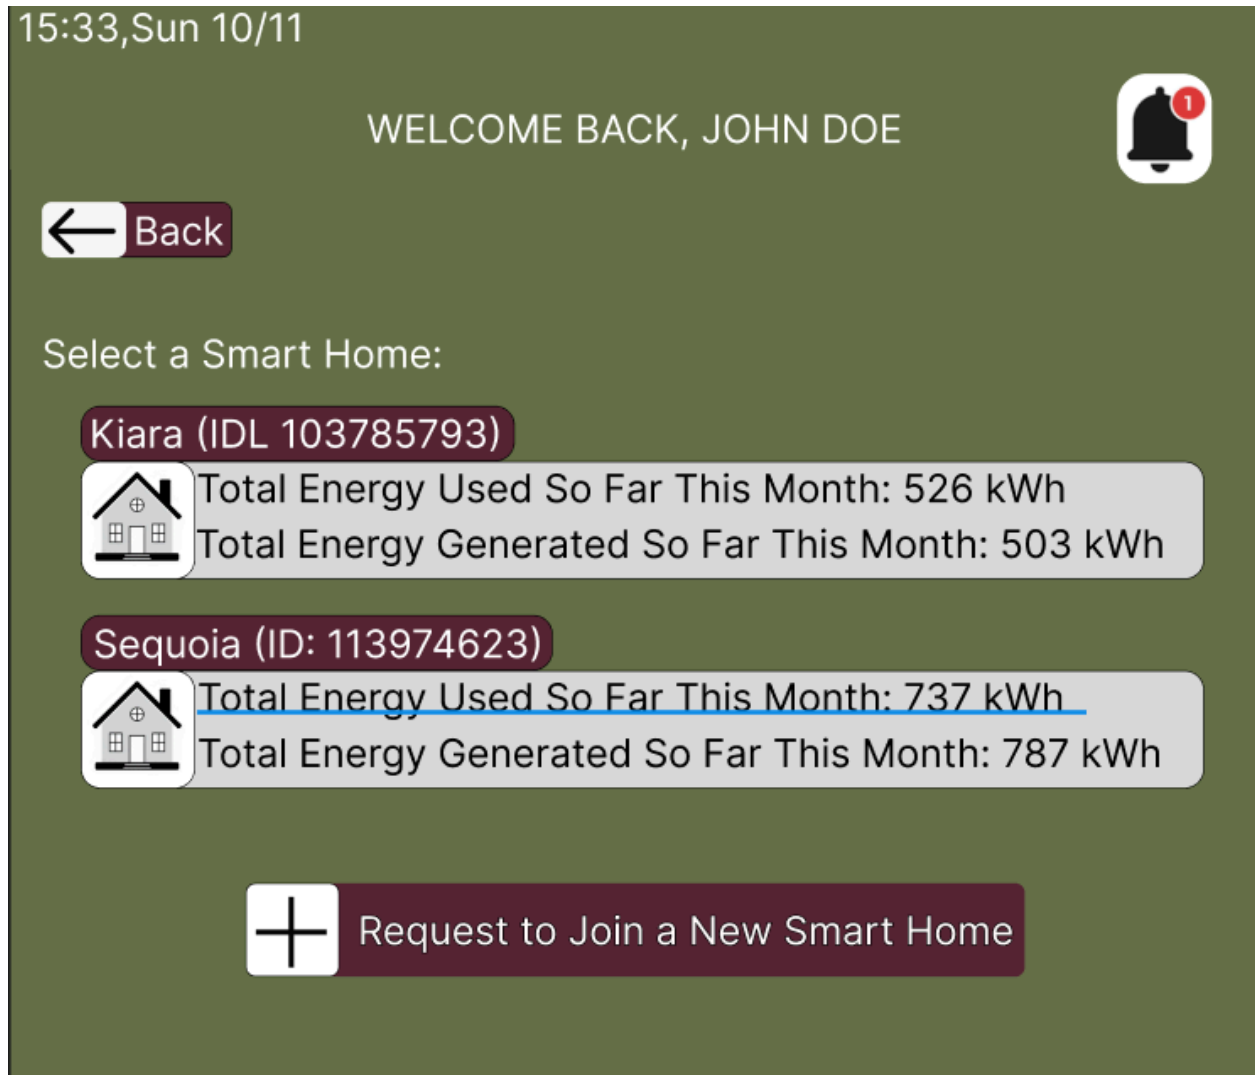 15:33,Sun 10/11
WELCOME BACK, JOHN DOE
1
Back
Select a Smart Home:
Kiara (IDL 103785793)
Total Energy Used So Far This Month: 526 kWh
Total Energy Generated So Far This Month: 503 kWh
Sequoia (ID: 113974623)
Total Energy Used So Far This Month: 737 kWh
Total Energy Generated So Far This Month: 787 kWh
Request to Join a New Smart Home